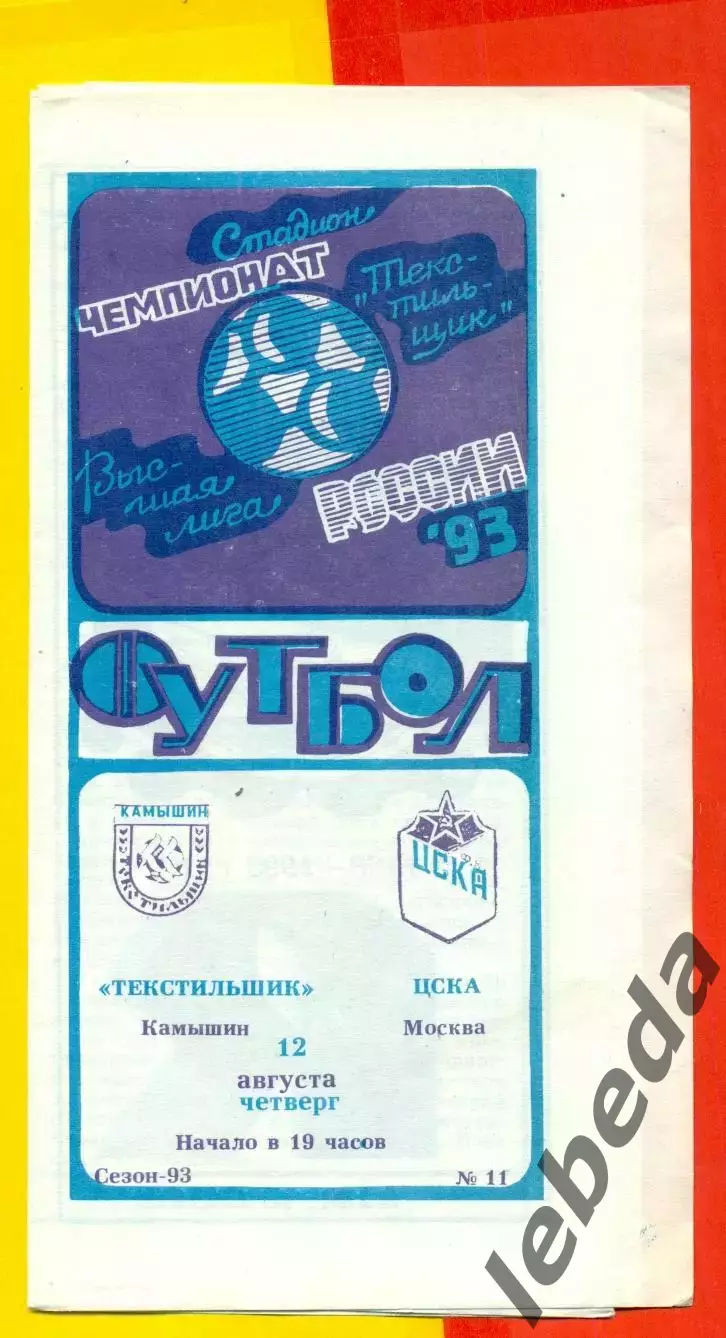 Стадион
ЧЕМПИОНАТ
"Текс-
тиль-
щик"
Выс-
шая
лига
РОССИИ
'93
ФУТБОЛ
КАМЫШИН
ТЕКСТИЛЬЩИК
Ф.К.
ЦСКА
«ТЕКСТИЛЬШИК» ЦСКА
Камышин Москва
12
августа
четверг
Начало в 19 часов
Сезон-93 № 11
lebeda